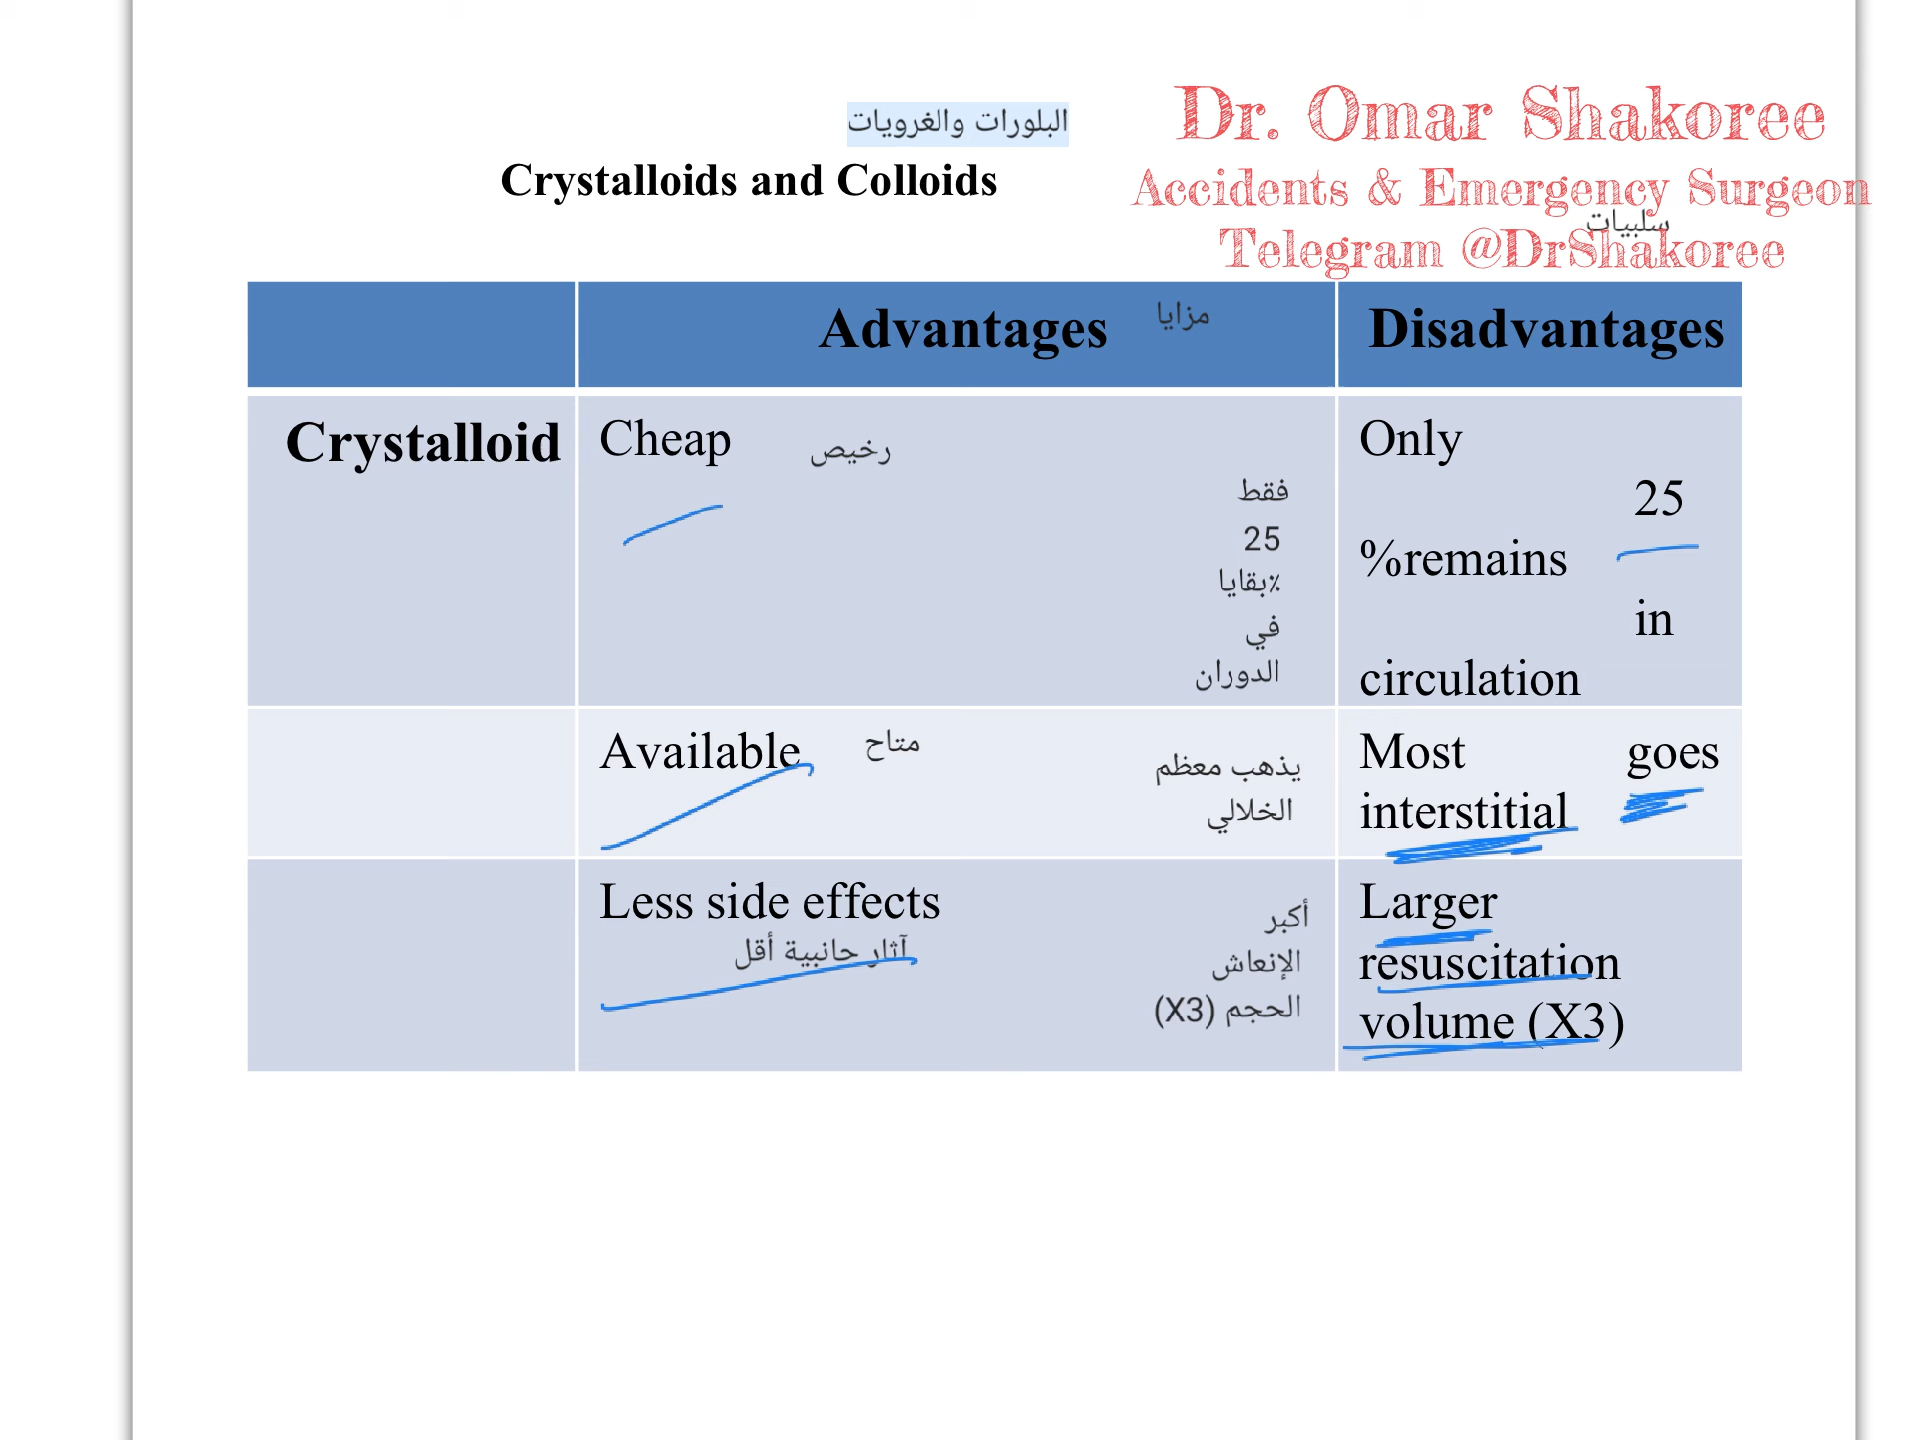 Dr. Omar Shakoree
البلورات والغرويات
Crystalloids and Colloids
Accidents & Emergency Surgeon
سلبيات
Telegram @DrShakoree
Advantages
مزايا
Disadvantages
Crystalloid
Cheap
رخيص
فقط
25
٪بقايا
في
الدوران
Only
25
%remains
in
circulation
Available
متاح
يذهب معظم
الخلالي
Most goes
interstitial
Less side effects
آثار جانبية أقل
أكبر
الإنعاش
الحجم (X3)
Larger
resuscitation
volume (X3)